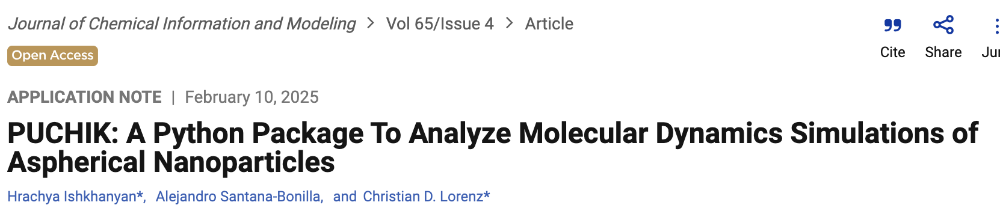 Journal of Chemical Information and Modeling > Vol 65/Issue 4 > Article
Cite Share Jur
Open Access
APPLICATION NOTE | February 10, 2025
PUCHIK: A Python Package To Analyze Molecular Dynamics Simulations of
Aspherical Nanoparticles
Hrachya Ishkhanyan*, Alejandro Santana-Bonilla, and Christian D. Lorenz*